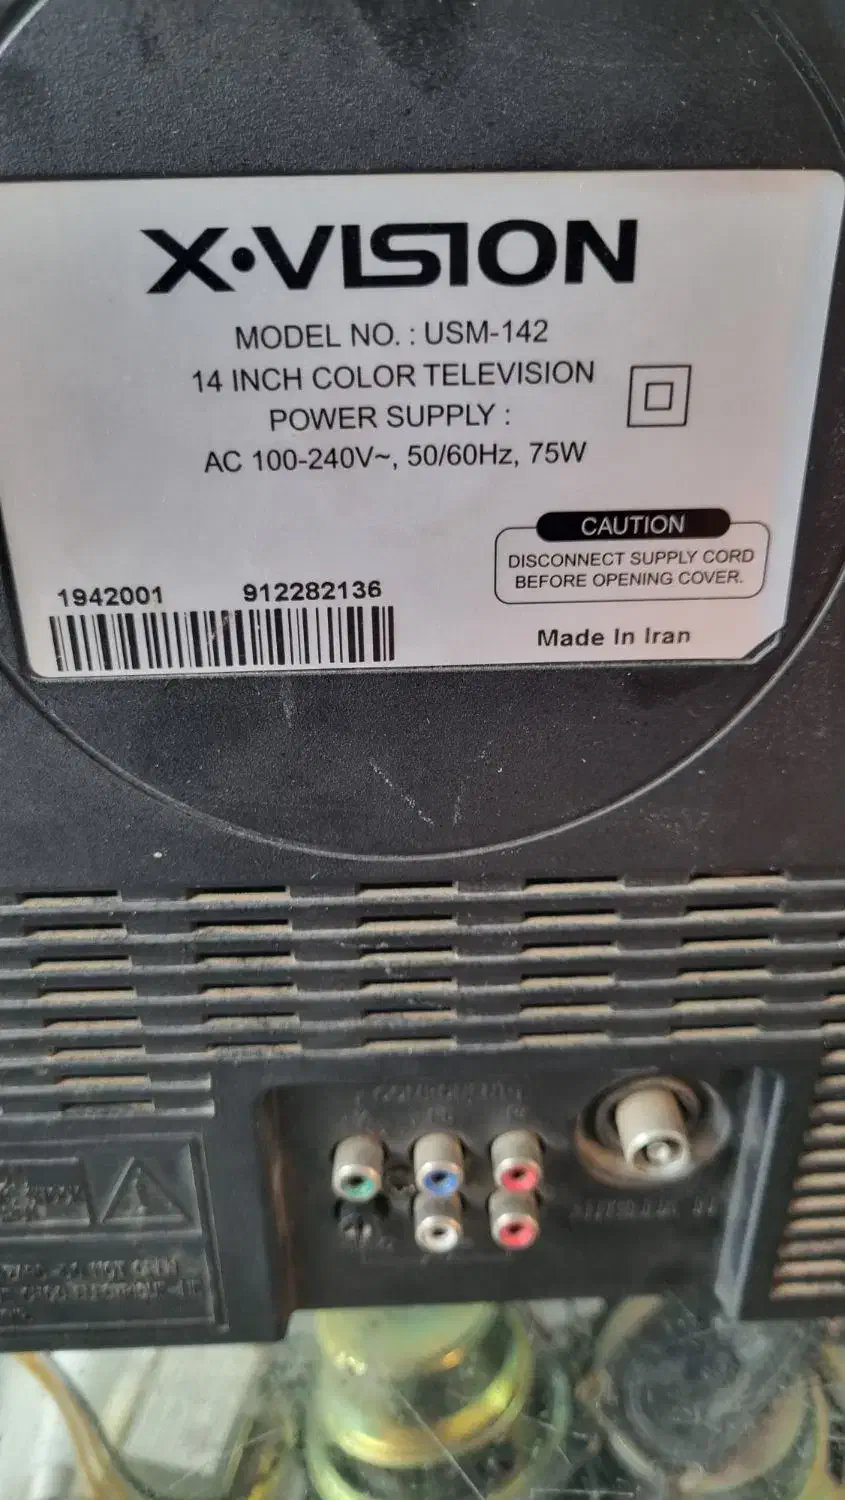 X·VISION
MODEL NO. : USM-142
14 INCH COLOR TELEVISION
POWER SUPPLY :
AC 100-240V~, 50/60Hz, 75W
CAUTION
DISCONNECT SUPPLY CORD
BEFORE OPENING COVER.
1942001 912282136
Made In Iran